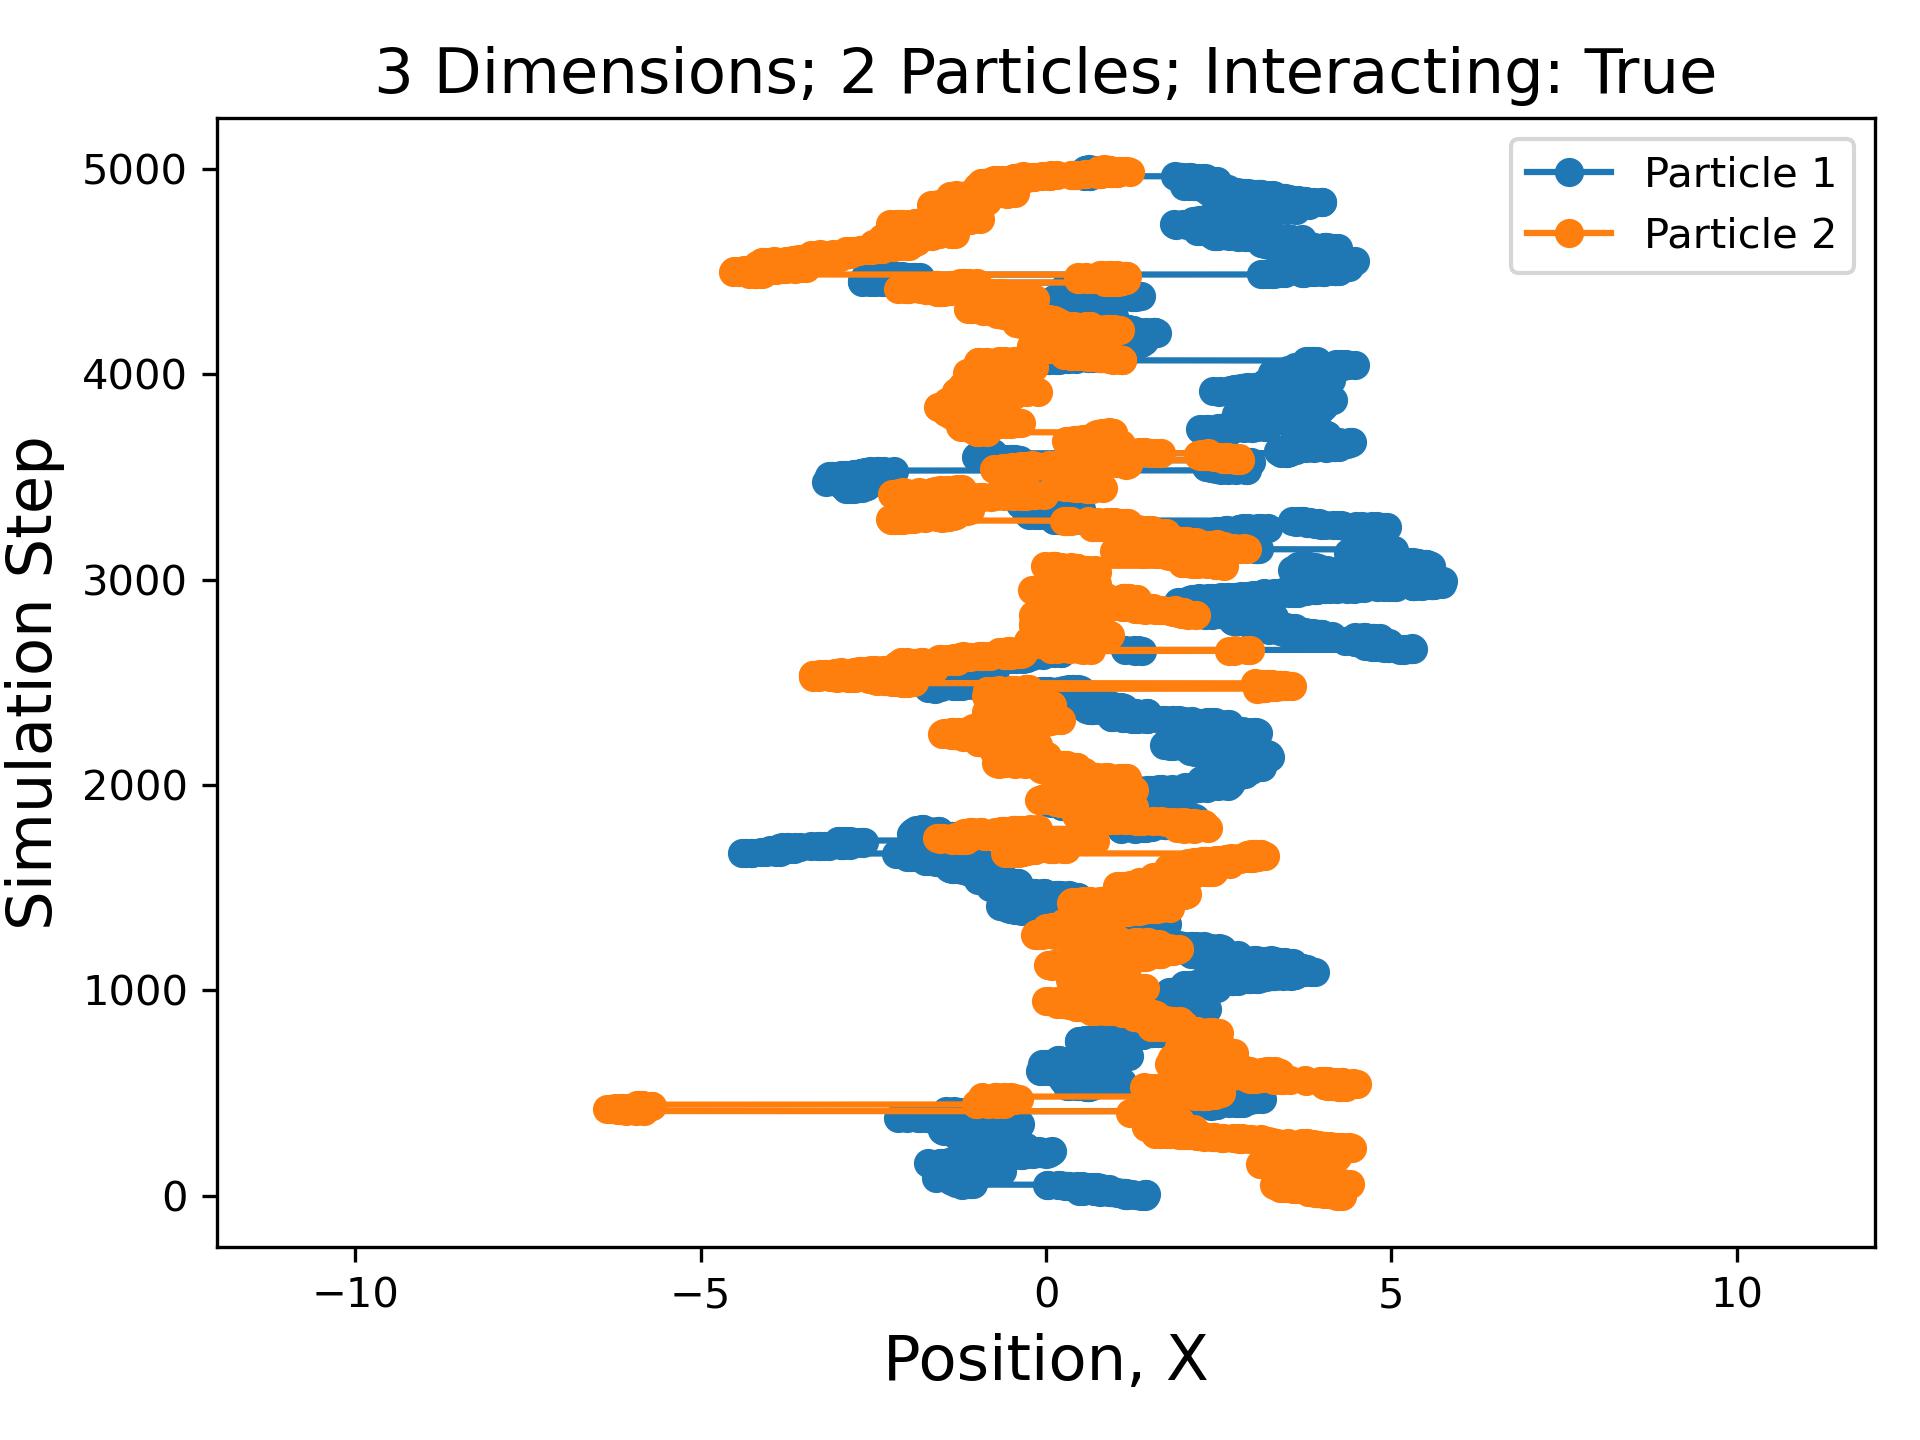 3 Dimensions; 2 Particles; Interacting: True
Particle 1
Particle 2
Simulation Step
5000
4000
3000
2000
1000
0
−10
−5
0
5
10
Position, X